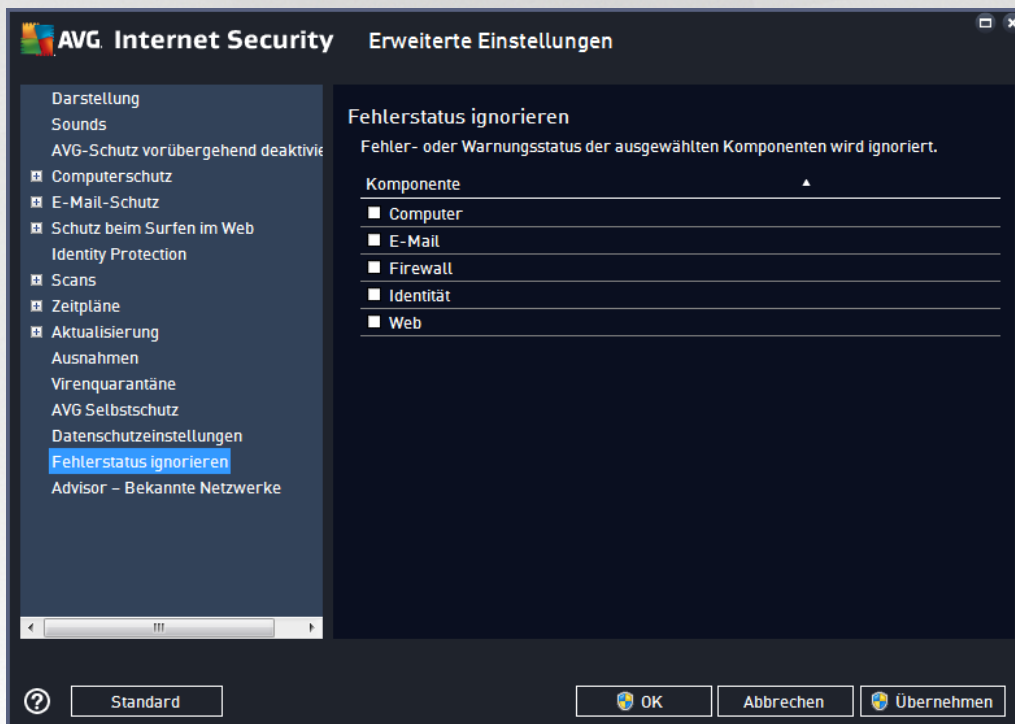 AVG Internet Security Erweiterte Einstellungen
Darstellung
Sounds
AVG-Schutz vorübergehend deaktivie
Computerschutz
E-Mail-Schutz
Schutz beim Surfen im Web
Identity Protection
Scans
Zeitpläne
Aktualisierung
Ausnahmen
Virenquarantäne
AVG Selbstschutz
Datenschutzeinstellungen
Fehlerstatus ignorieren
Advisor – Bekannte Netzwerke
Fehlerstatus ignorieren
Fehler- oder Warnungsstatus der ausgewählten Komponenten wird ignoriert.
Komponente
Computer
E-Mail
Firewall
Identität
Web
? Standard OK Abbrechen Übernehmen